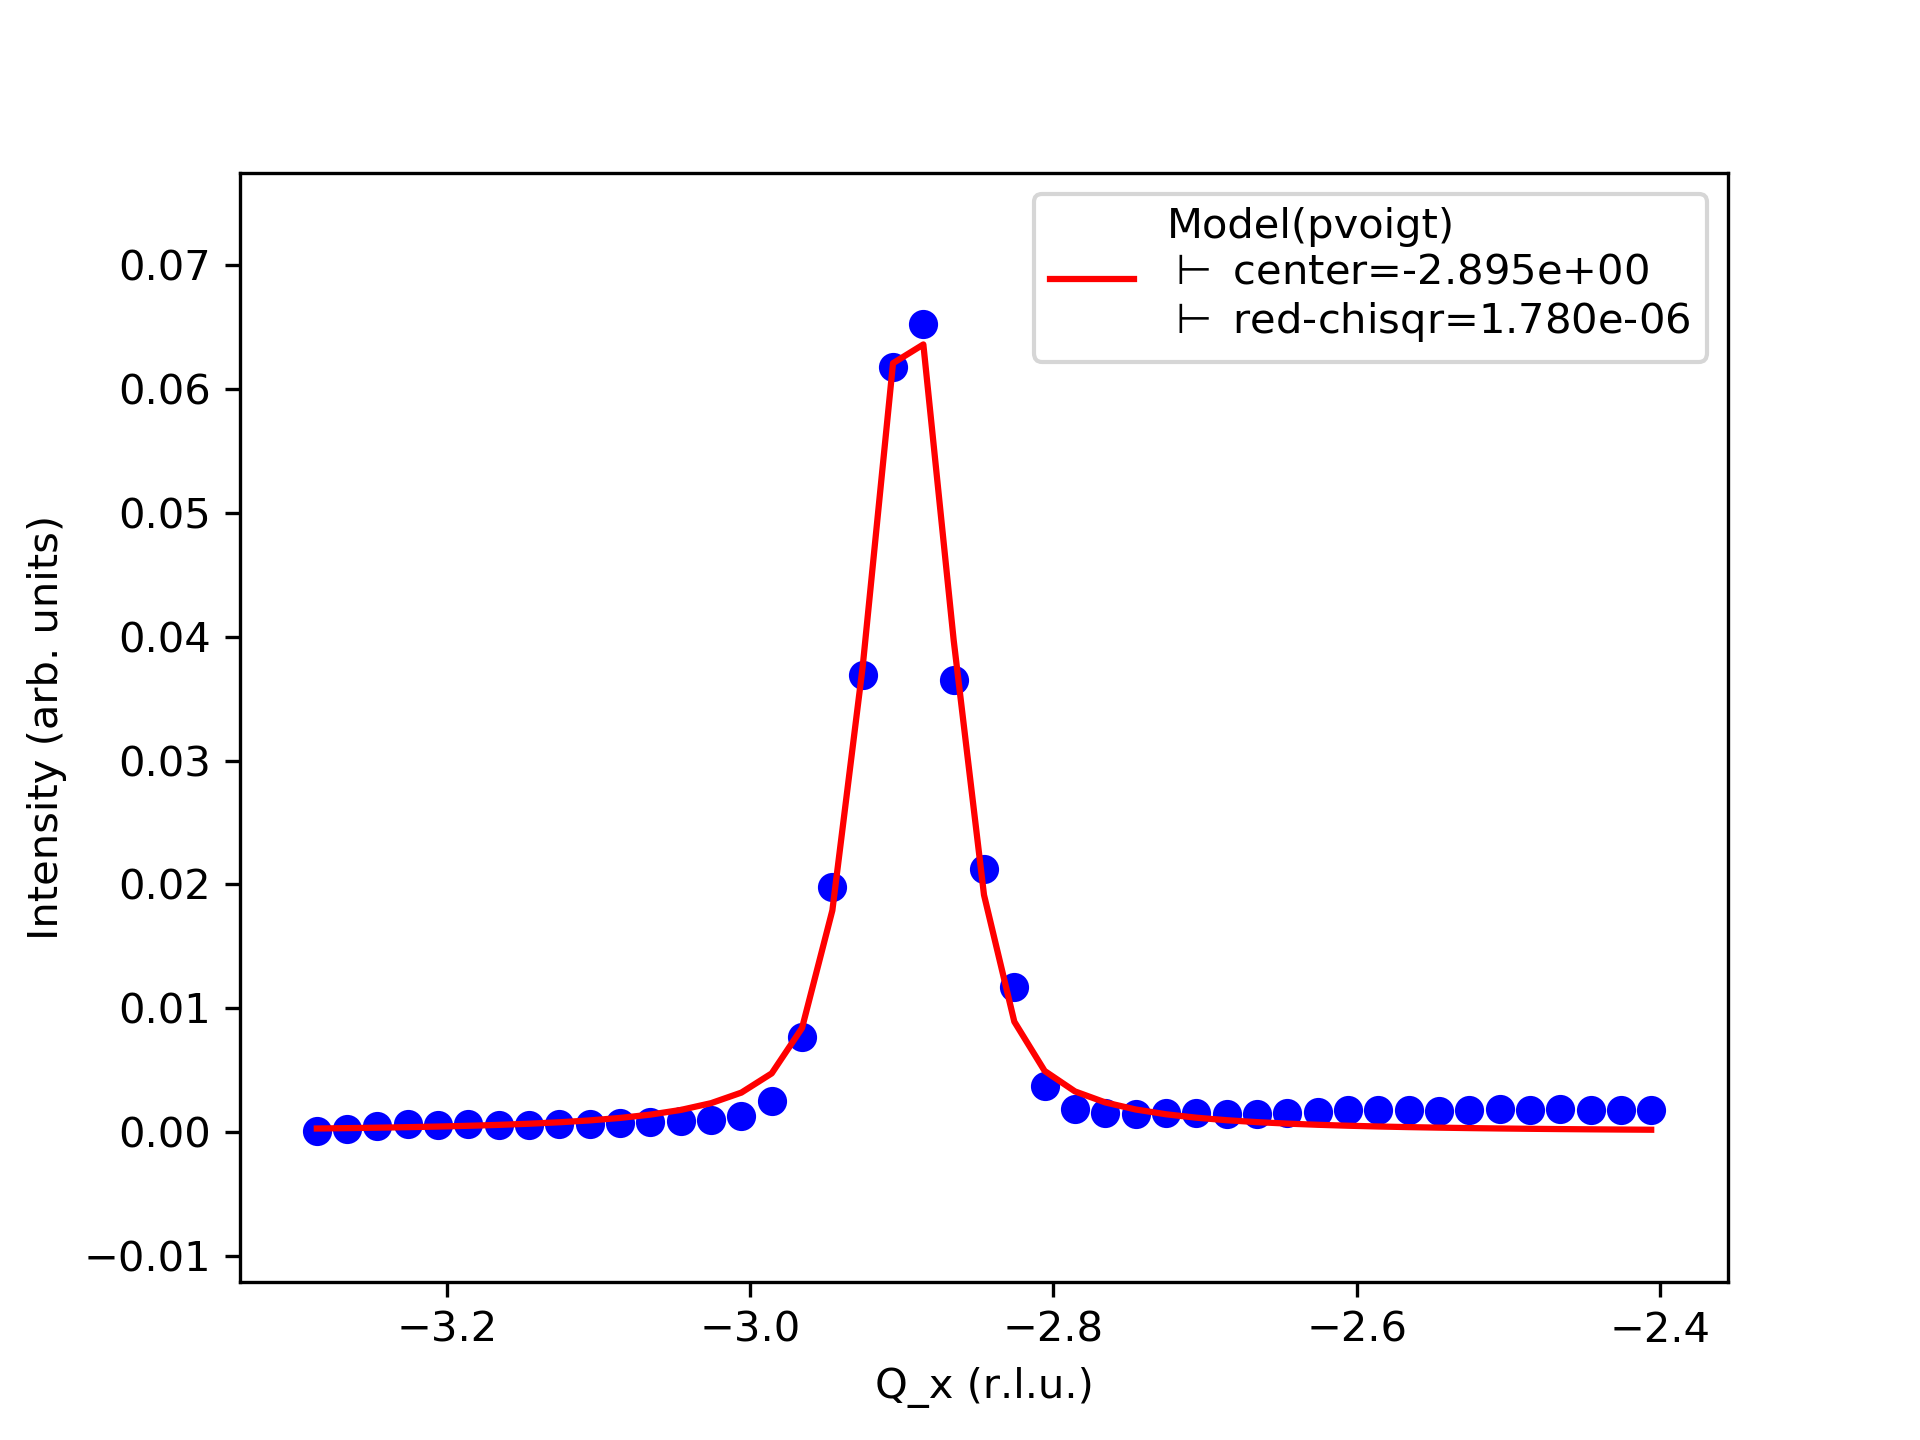 Model(pvoigt)
⊢ center=-2.895e+00
⊢ red-chisqr=1.780e-06
0.07
0.06
0.05
0.04
0.03
0.02
0.01
0.00
−0.01
Intensity (arb. units)
−3.2 −3.0 −2.8 −2.6 −2.4
Q_x (r.l.u.)